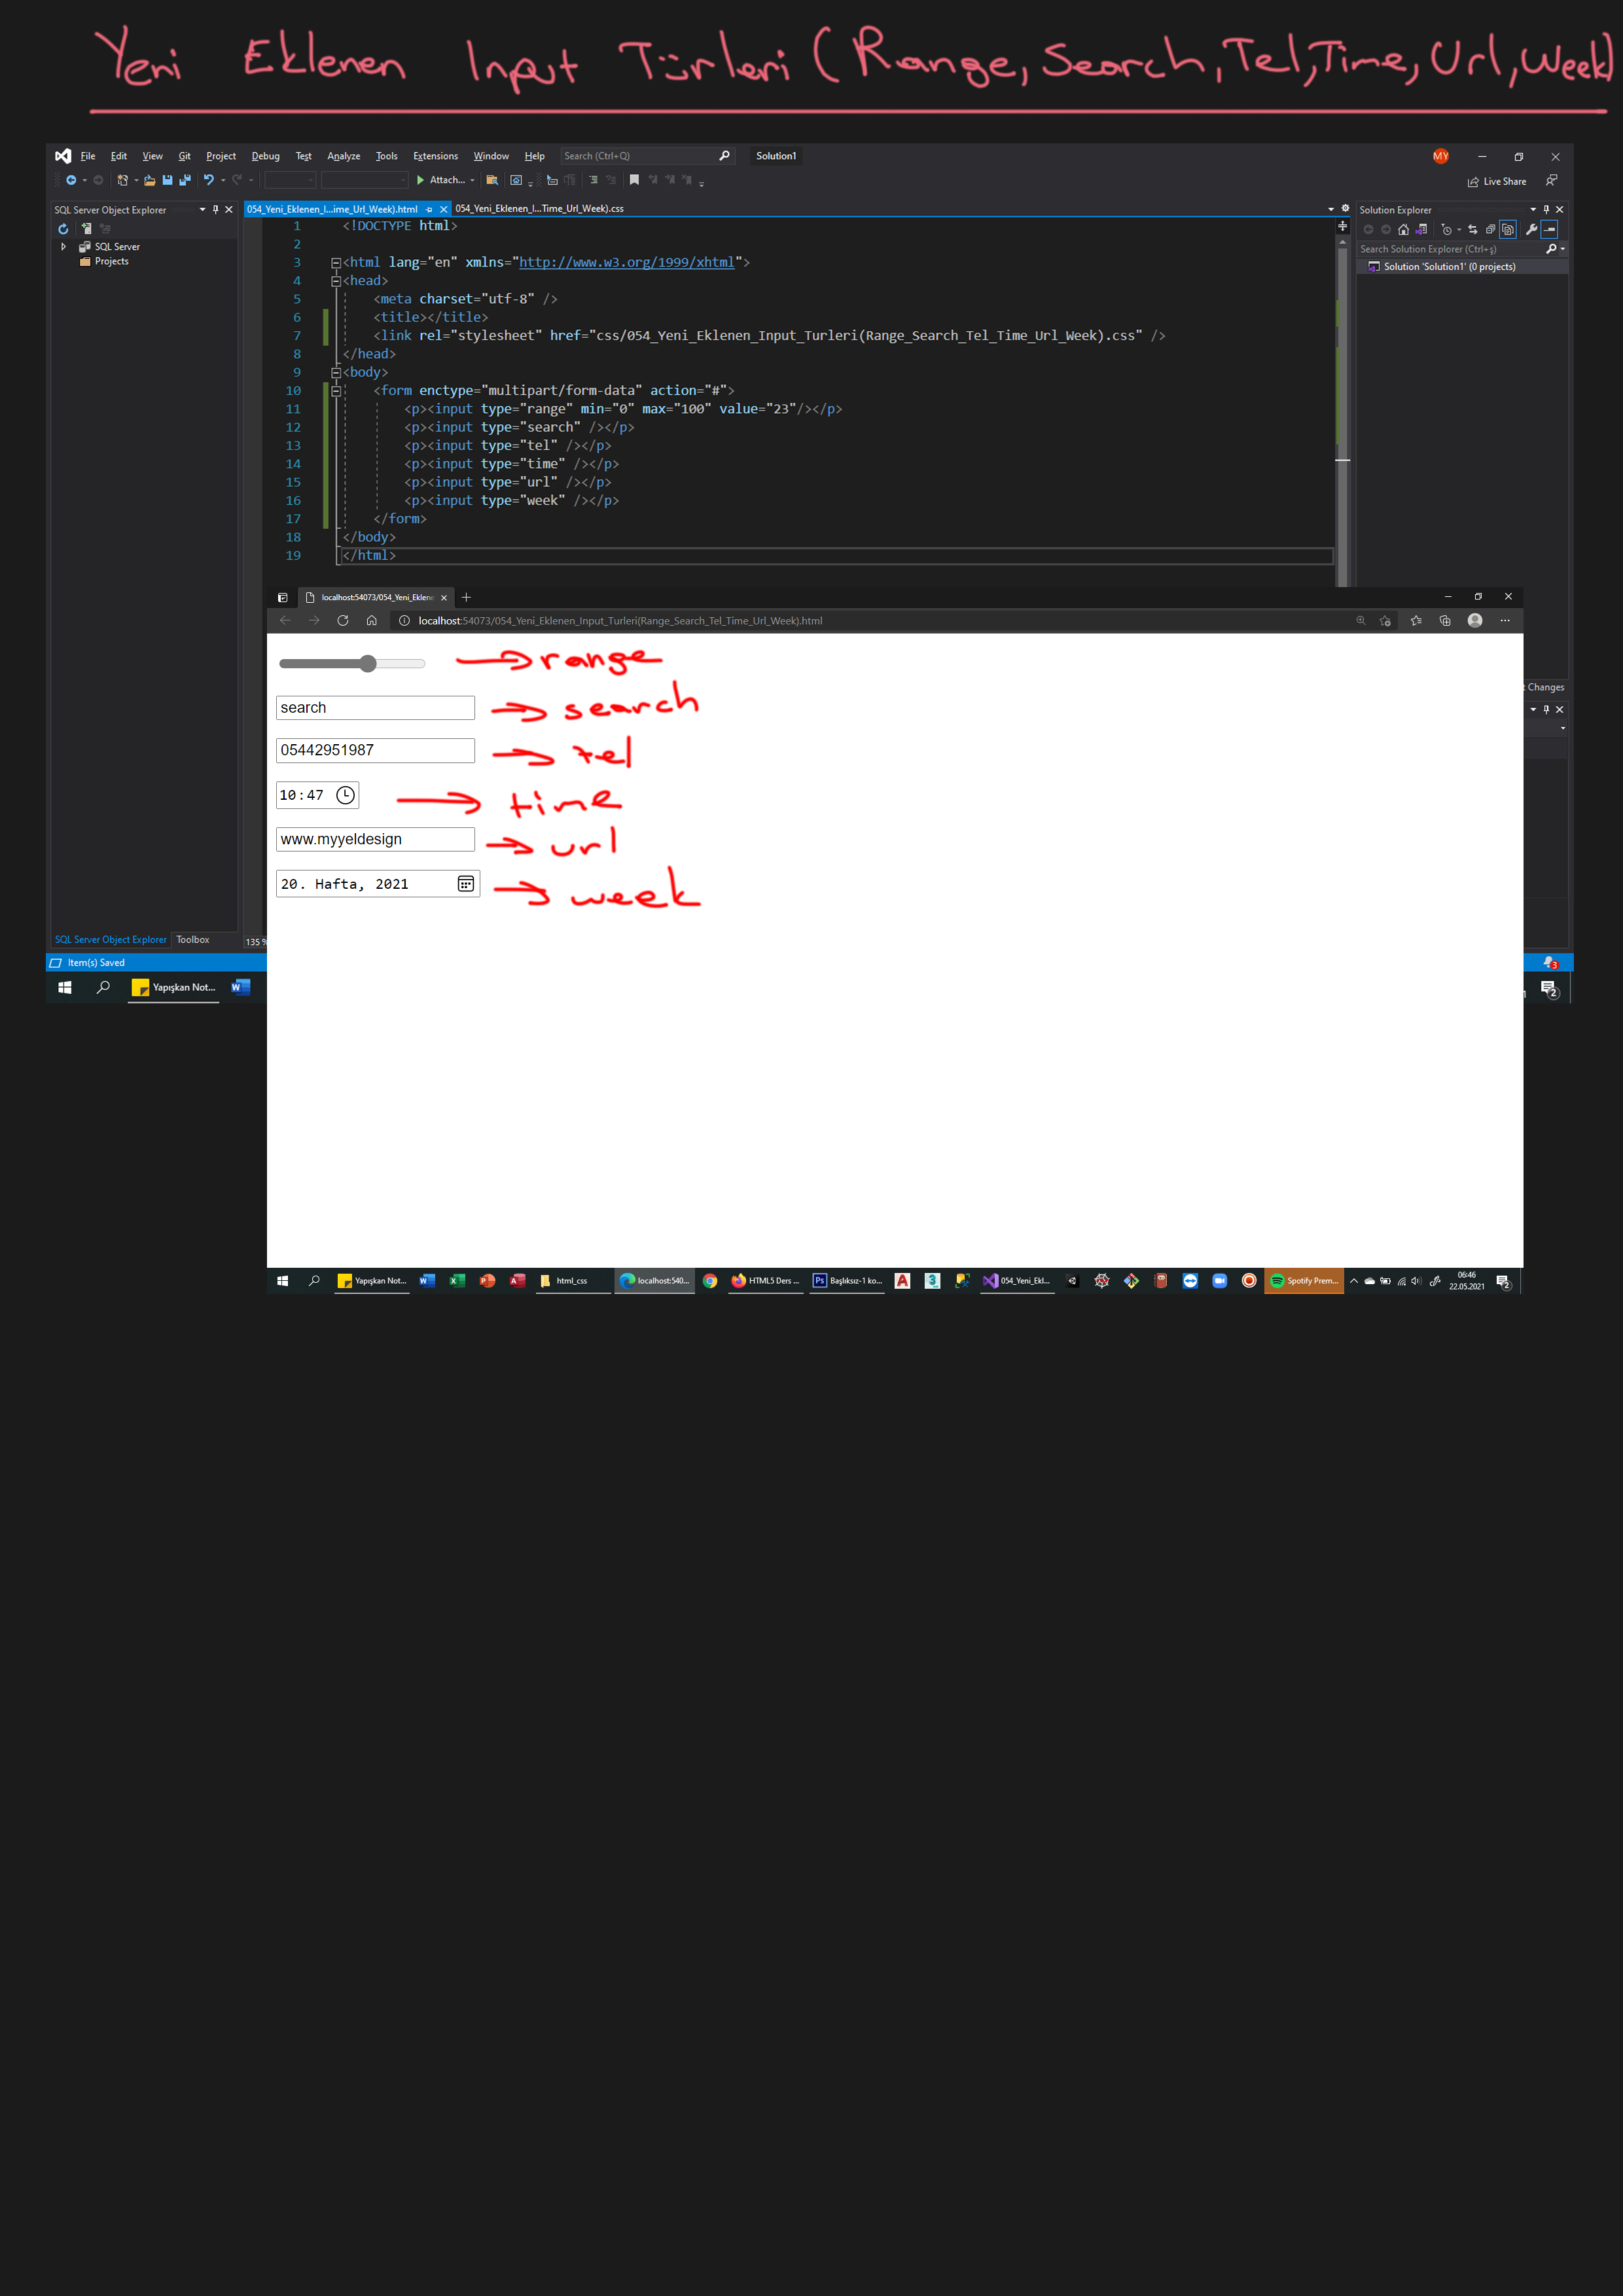 Yeni Eklenen Input Türleri (Range, Search, Tel, Time, Url, Week)
File Edit View Git Project Debug Test Analyze Tools Extensions Window Help Search (Ctrl+Q) Solution1 MY
Attach... Live Share
SQL Server Object Explorer
SQL Server
Projects
054_Yeni_Eklenen_I...ime_Url_Week).html 054_Yeni_Eklenen_I...Time_Url_Week).css
1 <!DOCTYPE html>
2
3 <html lang="en" xmlns="http://www.w3.org/1999/xhtml">
4 <head>
5 <meta charset="utf-8" />
6 <title></title>
7 <link rel="stylesheet" href="css/054_Yeni_Eklenen_Input_Turleri(Range_Search_Tel_Time_Url_Week).css" />
8 </head>
9 <body>
10 <form enctype="multipart/form-data" action="#">
11 <p><input type="range" min="0" max="100" value="23"/></p>
12 <p><input type="search" /></p>
13 <p><input type="tel" /></p>
14 <p><input type="time" /></p>
15 <p><input type="url" /></p>
16 <p><input type="week" /></p>
17 </form>
18 </body>
19 </html>
Solution Explorer
Search Solution Explorer (Ctrl+ş)
Solution 'Solution1' (0 projects)
Changes
localhost:54073/054_Yeni_Eklene
localhost:54073/054_Yeni_Eklenen_Input_Turleri(Range_Search_Tel_Time_Url_Week).html
range
search search
05442951987 tel
10:47 time
www.myyeldesign url
20. Hafta, 2021 week
SQL Server Object Explorer Toolbox
135 %
Item(s) Saved 3
Yapışkan Not... 2
Yapışkan Not... html_css localhost:540... HTML5 Ders ... Başlıksız-1 ko... 054_Yeni_Ekl... Spotify Prem... 06:46
22.05.2021 2